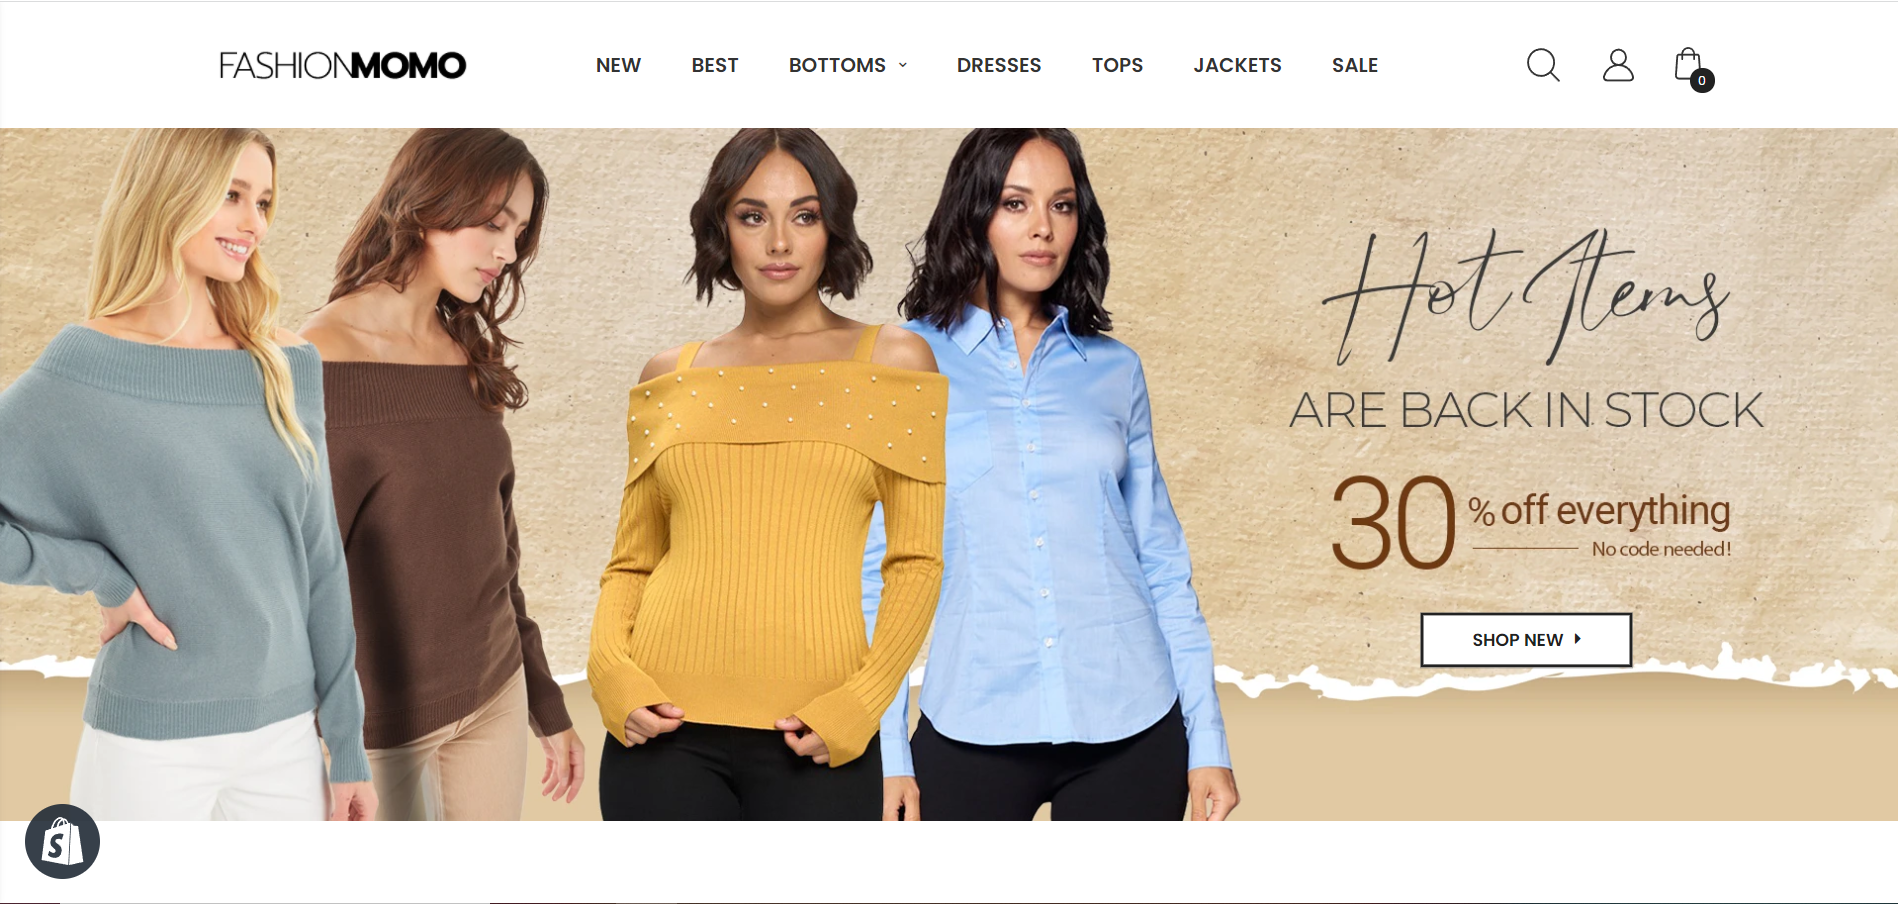 FASHIONMOMO
NEW
BEST
BOTTOMS
DRESSES
TOPS
JACKETS
SALE
0
Hot Items
ARE BACK IN STOCK
30 % off everything
No code needed!
SHOP NEW
S